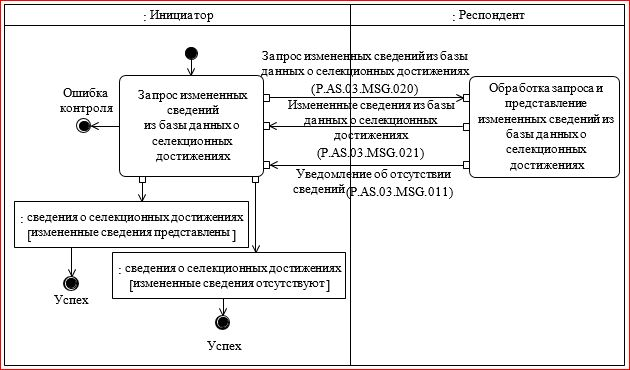 : Инициатор
: Респондент
Запрос измененных сведений из базы
данных о селекционных достижениях
(P.AS.03.MSG.020)
Ошибка
контроля
Запрос измененных
сведений
из базы данных о
селекционных
достижениях
Измененные сведения из базы
данных о селекционных
достижениях
(P.AS.03.MSG.021)
Обработка запроса и
представление
измененных сведений из
базы данных о
селекционных
достижениях
Уведомление об отсутствии
сведений (P.AS.03.MSG.011)
: сведения о селекционных достижениях
[измененные сведения представлены]
Успех
: сведения о селекционных достижениях
[измененные сведения отсутствуют]
Успех